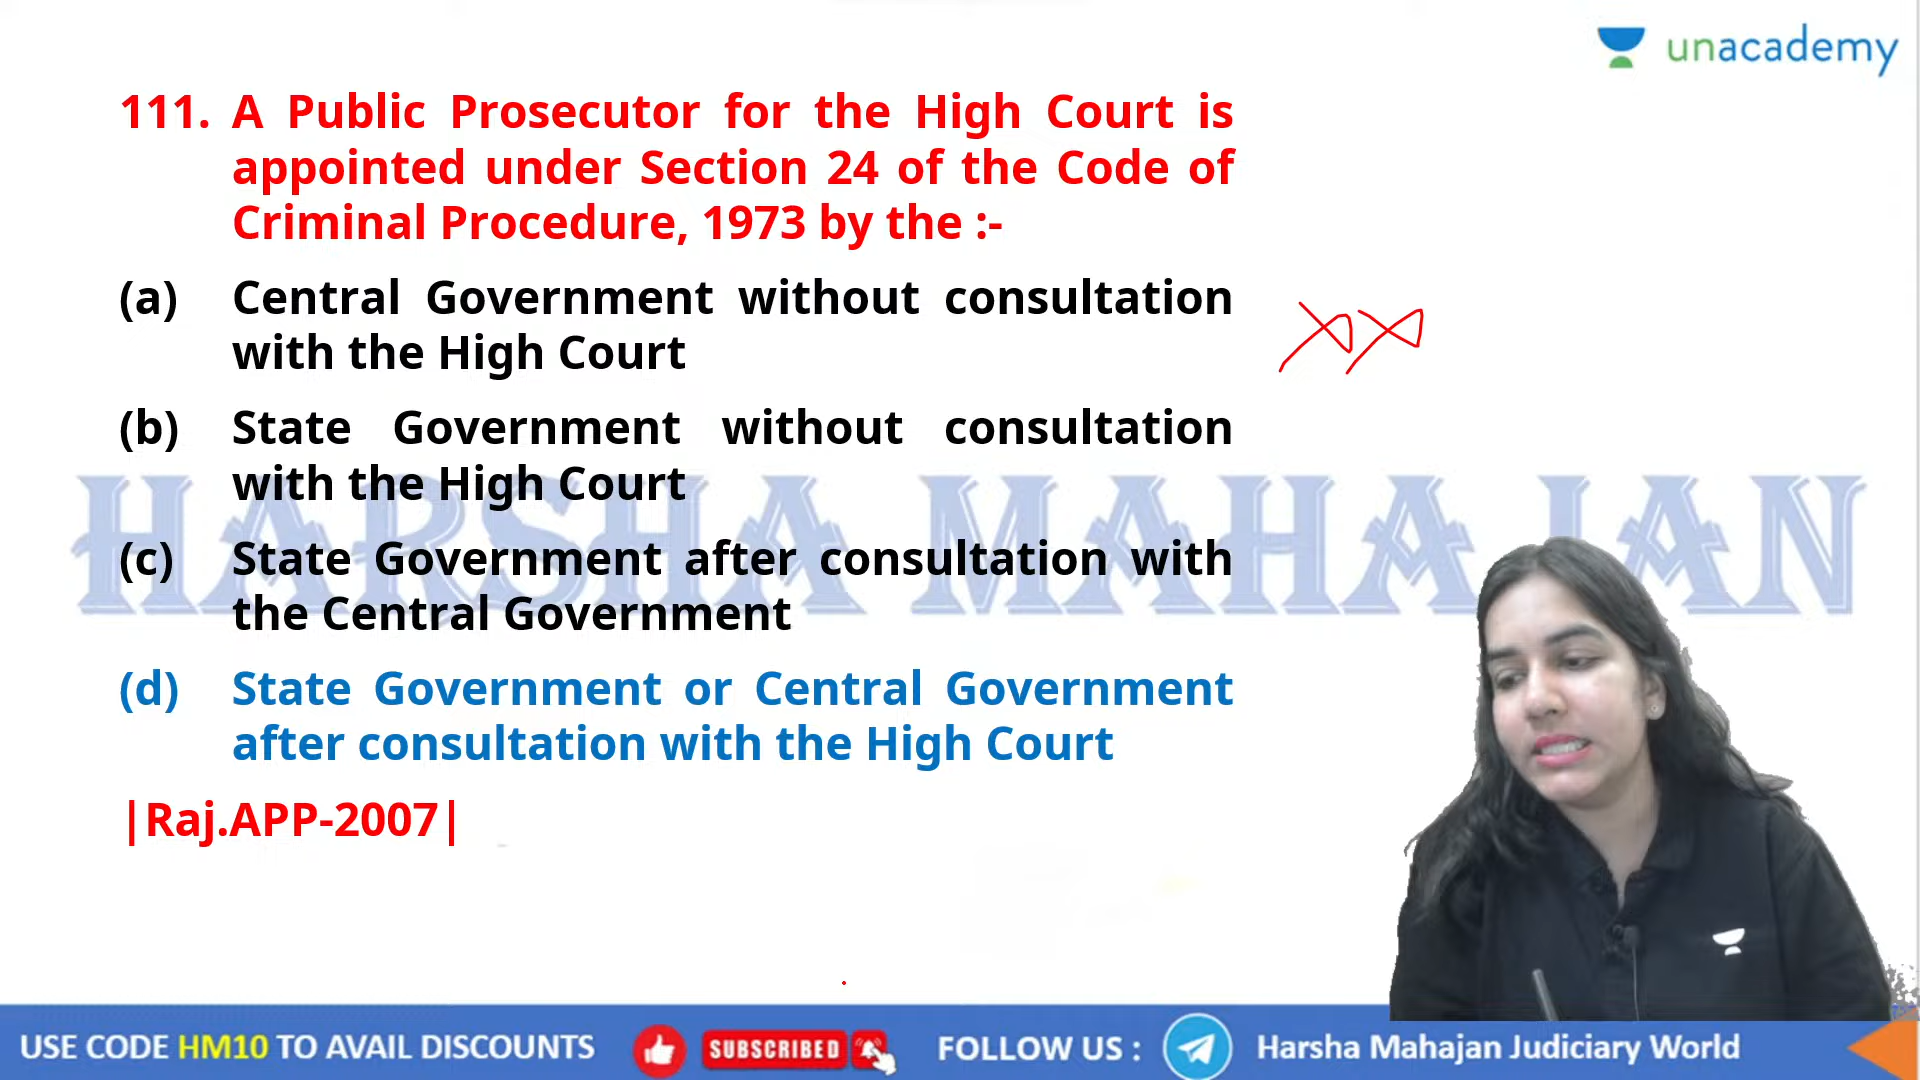 unacademy
111. A Public Prosecutor for the High Court is
appointed under Section 24 of the Code of
Criminal Procedure, 1973 by the :-
(a) Central Government without consultation
with the High Court
(b) State Government without consultation
with the High Court
(c) State Government after consultation with
the Central Government
(d) State Government or Central Government
after consultation with the High Court
|Raj.APP-2007|
HARSHA MAHAJAN
USE CODE HM10 TO AVAIL DISCOUNTS SUBSCRIBED FOLLOW US : Harsha Mahajan Judiciary World